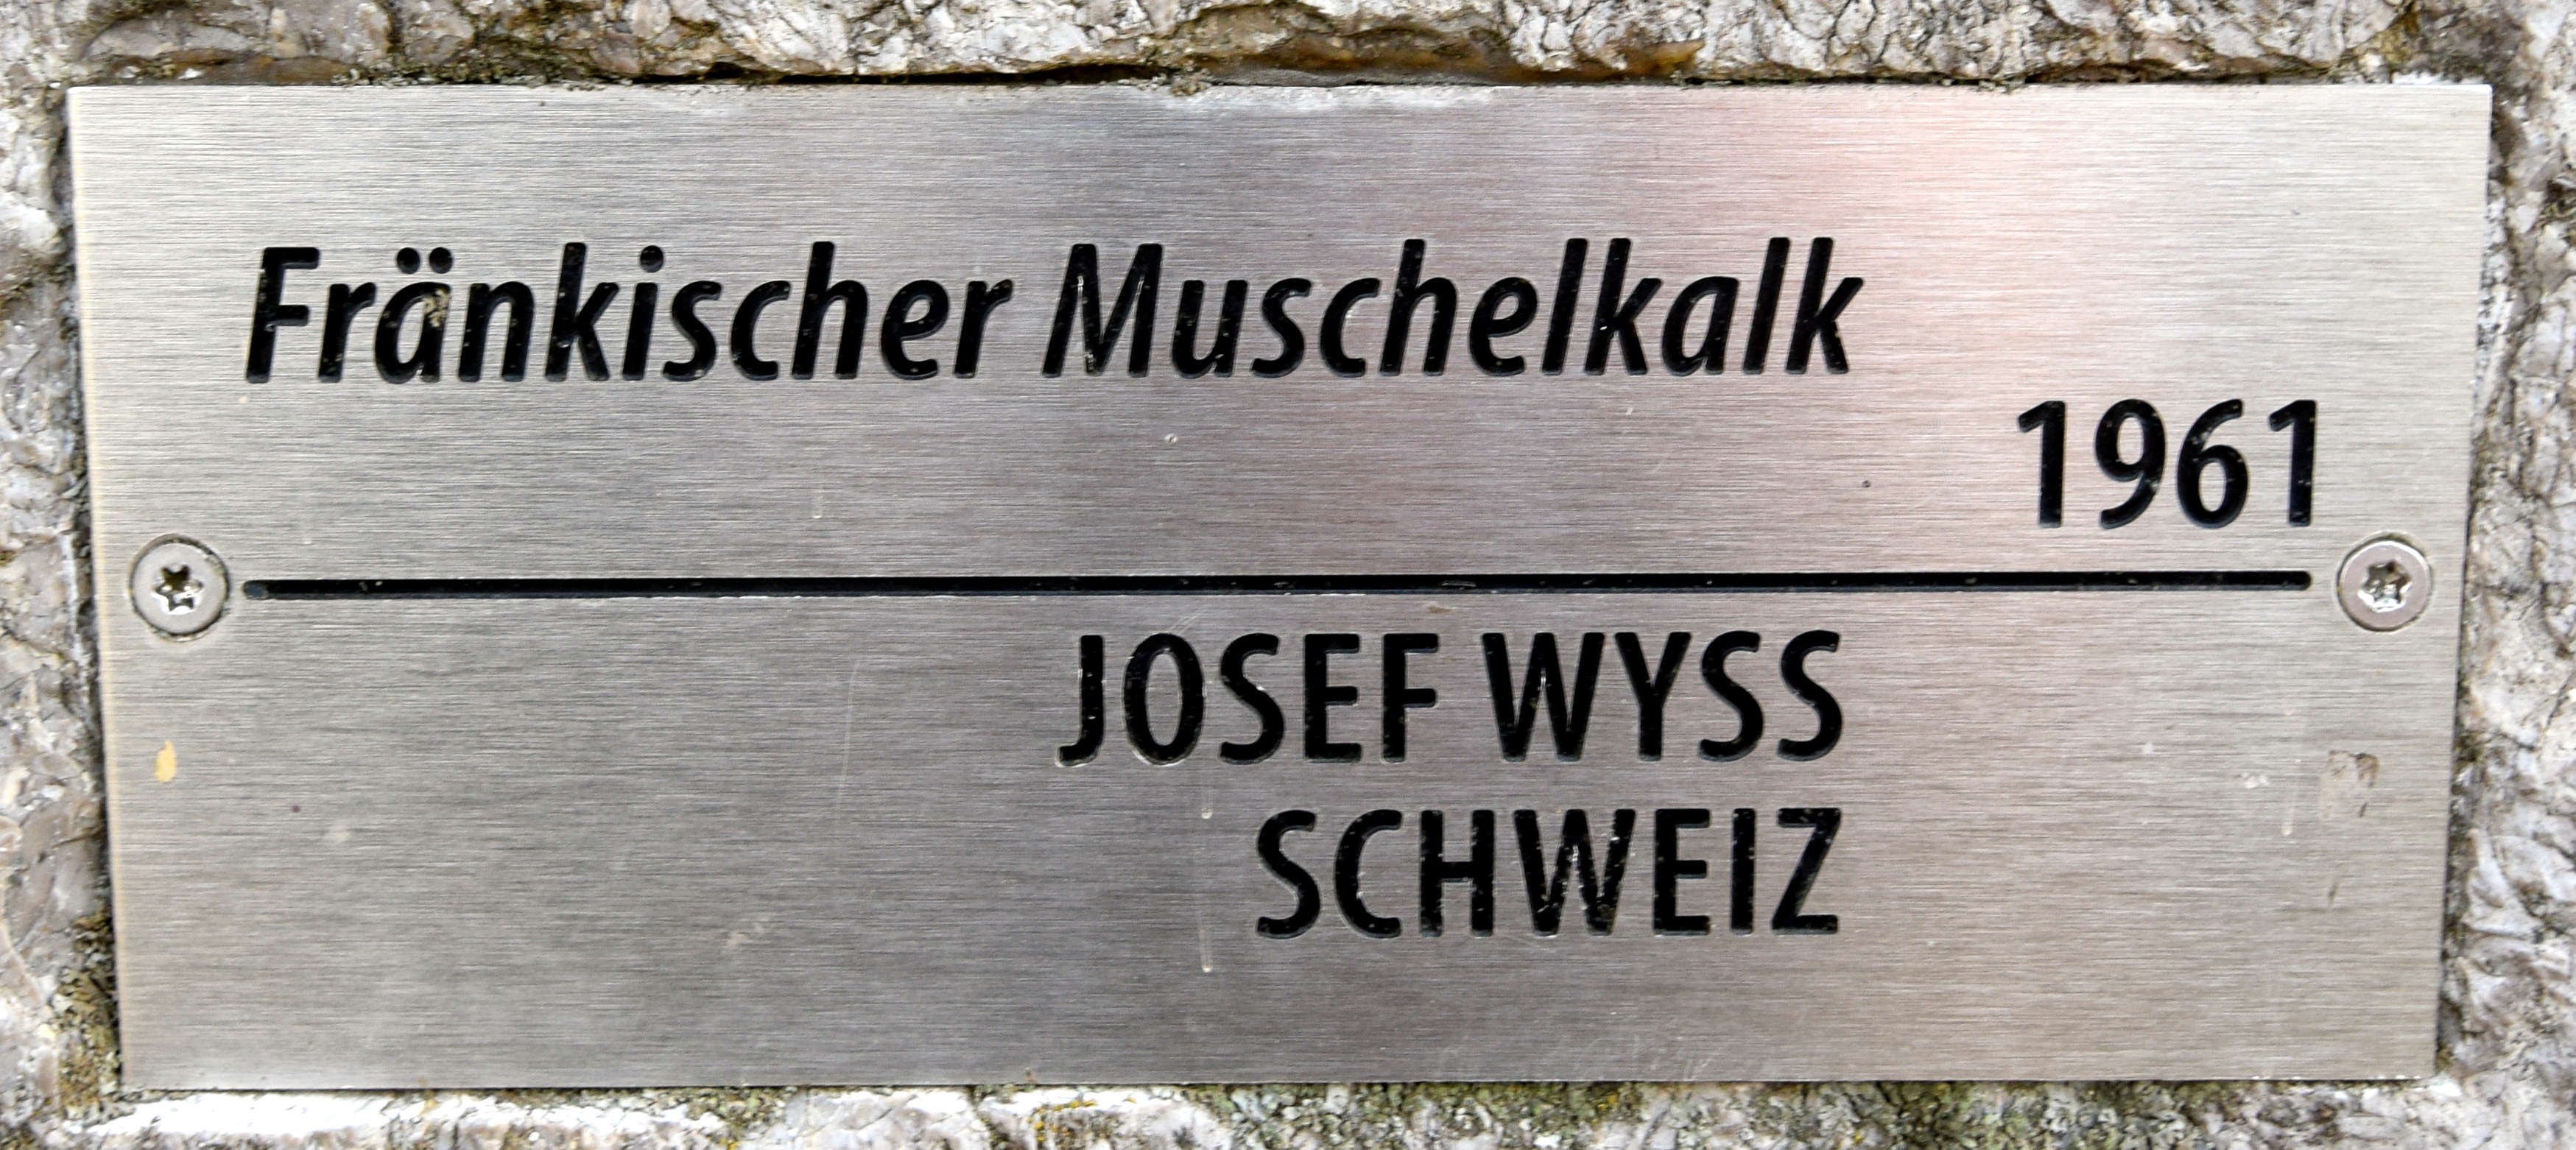 Fränkischer Muschelkalk
1961
JOSEF WYSS
SCHWEIZ